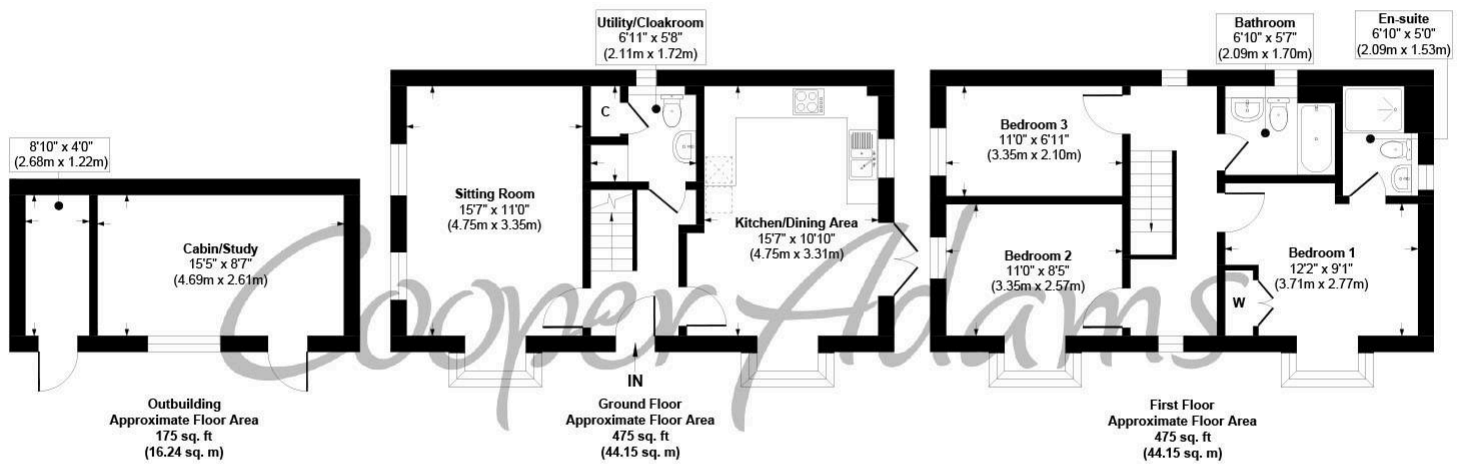 8'10" x 4'0"
(2.68m x 1.22m)
Cabin/Study
15'5" x 8'7"
(4.69m x 2.61m)
Outbuilding
Approximate Floor Area
175 sq. ft
(16.24 sq. m)
Utility/Cloakroom
6'11" x 5'8"
(2.11m x 1.72m)
C
Sitting Room
15'7" x 11'0"
(4.75m x 3.35m)
Kitchen/Dining Area
15'7" x 10'10"
(4.75m x 3.31m)
IN
Ground Floor
Approximate Floor Area
475 sq. ft
(44.15 sq. m)
Bathroom
6'10" x 5'7"
(2.09m x 1.70m)
En-suite
6'10" x 5'0"
(2.09m x 1.53m)
Bedroom 3
11'0" x 6'11"
(3.35m x 2.10m)
Bedroom 2
11'0" x 8'5"
(3.35m x 2.57m)
Bedroom 1
12'2" x 9'1"
(3.71m x 2.77m)
W
First Floor
Approximate Floor Area
475 sq. ft
(44.15 sq. m)
Cooper Adams